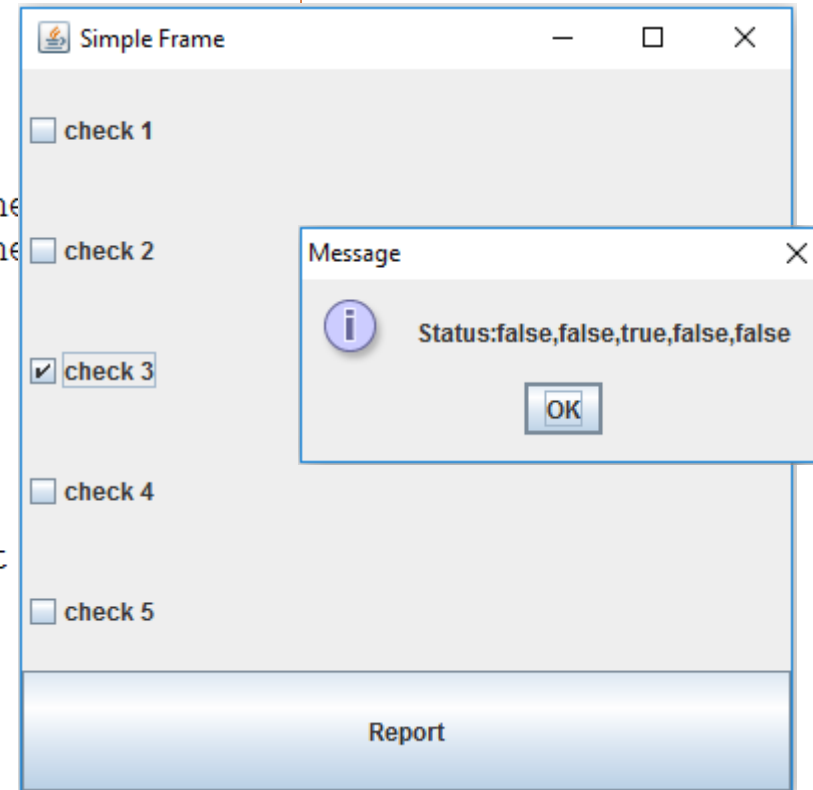 Simple Frame
check 1
check 2
check 3
check 4
check 5
Report
Message
Status:false,false,true,false,false
OK